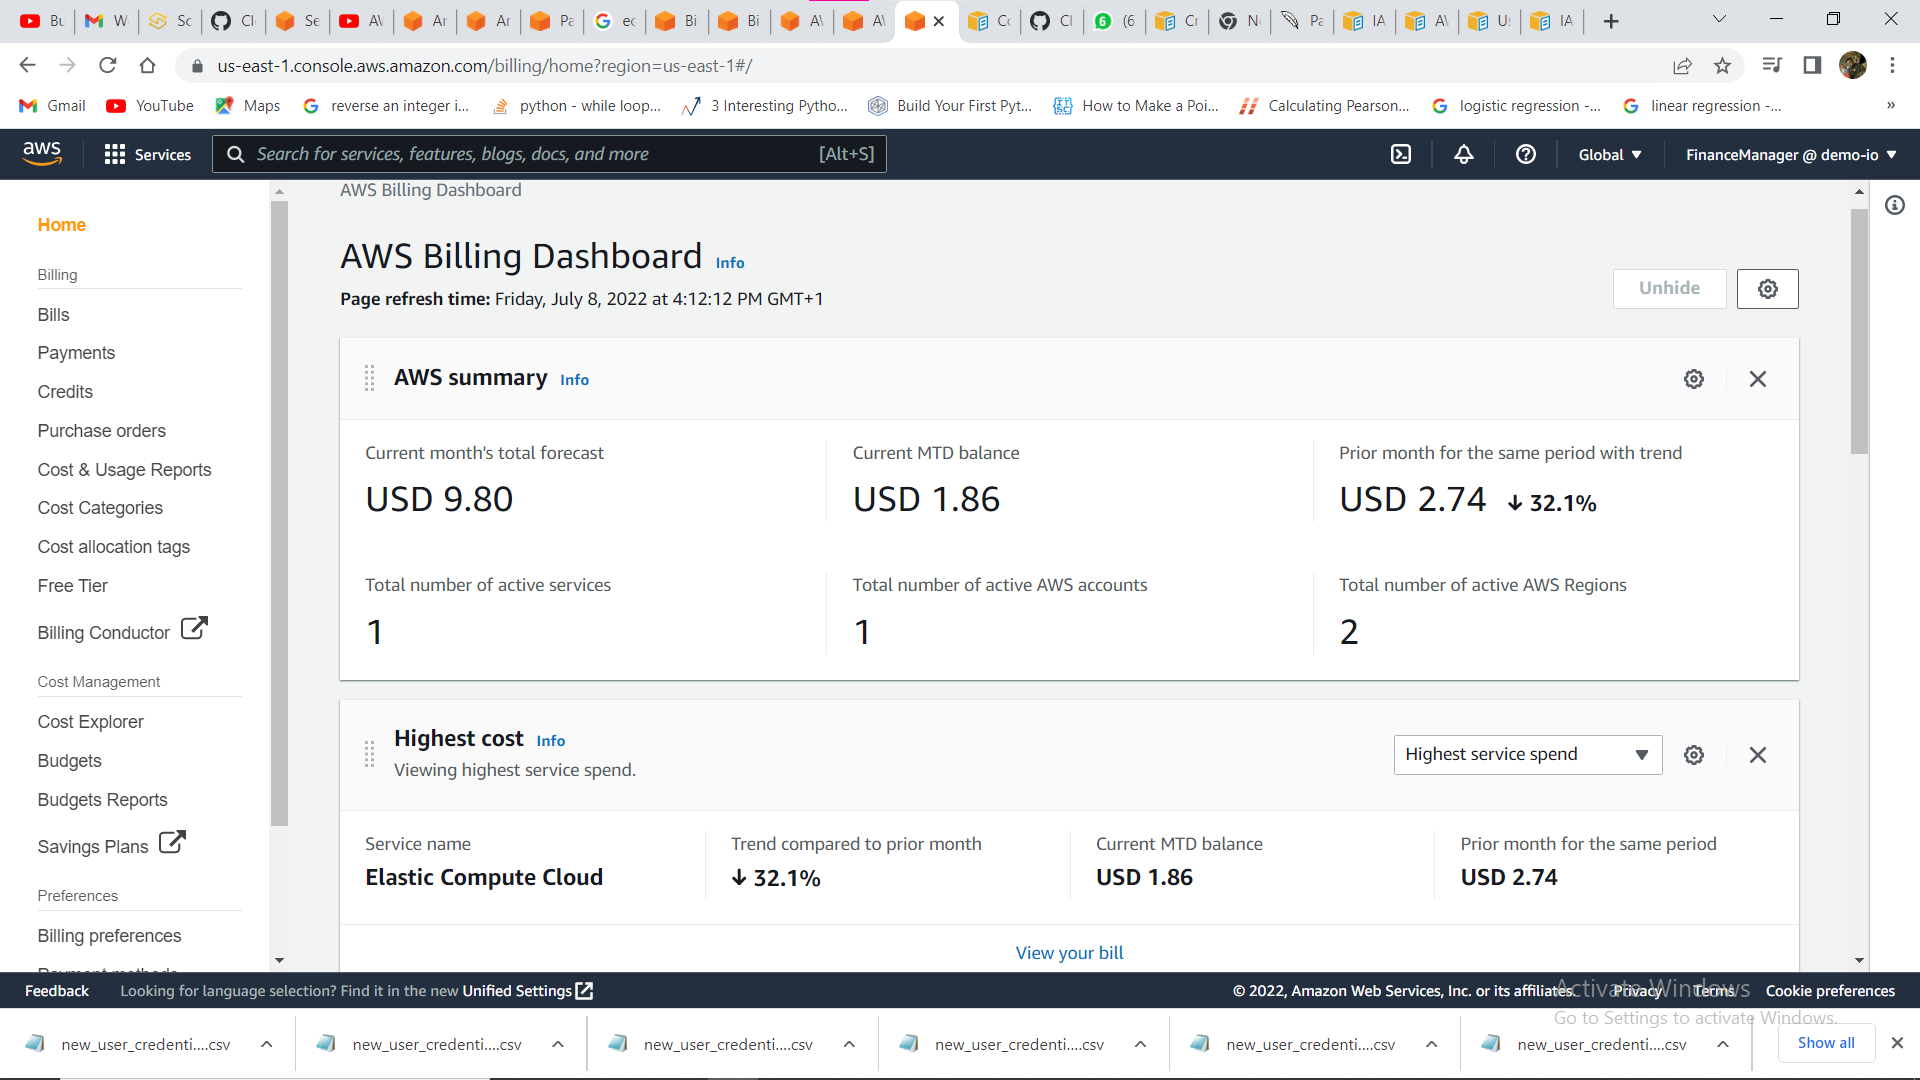 Bu
W
Sc
Cl
Se
AV
Ar
Ar
Pa
ec
Bi
Bi
AV
AV
Cc
Cl
6
(6
Cr
N
Pa
IA
AV
Us
IA
us-east-1.console.aws.amazon.com/billing/home?region=us-east-1#/
Gmail
YouTube
Maps
reverse an integer i...
python - while loop...
3 Interesting Pytho...
Build Your First Pyt...
How to Make a Poi...
Calculating Pearson...
logistic regression -...
linear regression -...
»
aws
Services
Search for services, features, blogs, docs, and more
[Alt+S]
Global
FinanceManager @ demo-io
Home
Billing
Bills
Payments
Credits
Purchase orders
Cost & Usage Reports
Cost Categories
Cost allocation tags
Free Tier
Billing Conductor
Cost Management
Cost Explorer
Budgets
Budgets Reports
Savings Plans
Preferences
Billing preferences
Payment methods
AWS Billing Dashboard
AWS Billing Dashboard Info
Page refresh time: Friday, July 8, 2022 at 4:12:12 PM GMT+1
Unhide
AWS summary Info
Current month's total forecast
USD 9.80
Current MTD balance
USD 1.86
Prior month for the same period with trend
USD 2.74 ↓ 32.1%
Total number of active services
1
Total number of active AWS accounts
1
Total number of active AWS Regions
2
Highest cost Info
Viewing highest service spend.
Highest service spend
Service name
Elastic Compute Cloud
Trend compared to prior month
↓ 32.1%
Current MTD balance
USD 1.86
Prior month for the same period
USD 2.74
View your bill
Feedback
Looking for language selection? Find it in the new Unified Settings
© 2022, Amazon Web Services, Inc. or its affiliates.
Privacy
Terms
Cookie preferences
Activate Windows
Go to Settings to activate Windows.
new_user_credenti....csv
new_user_credenti....csv
new_user_credenti....csv
new_user_credenti....csv
new_user_credenti....csv
new_user_credenti....csv
Show all